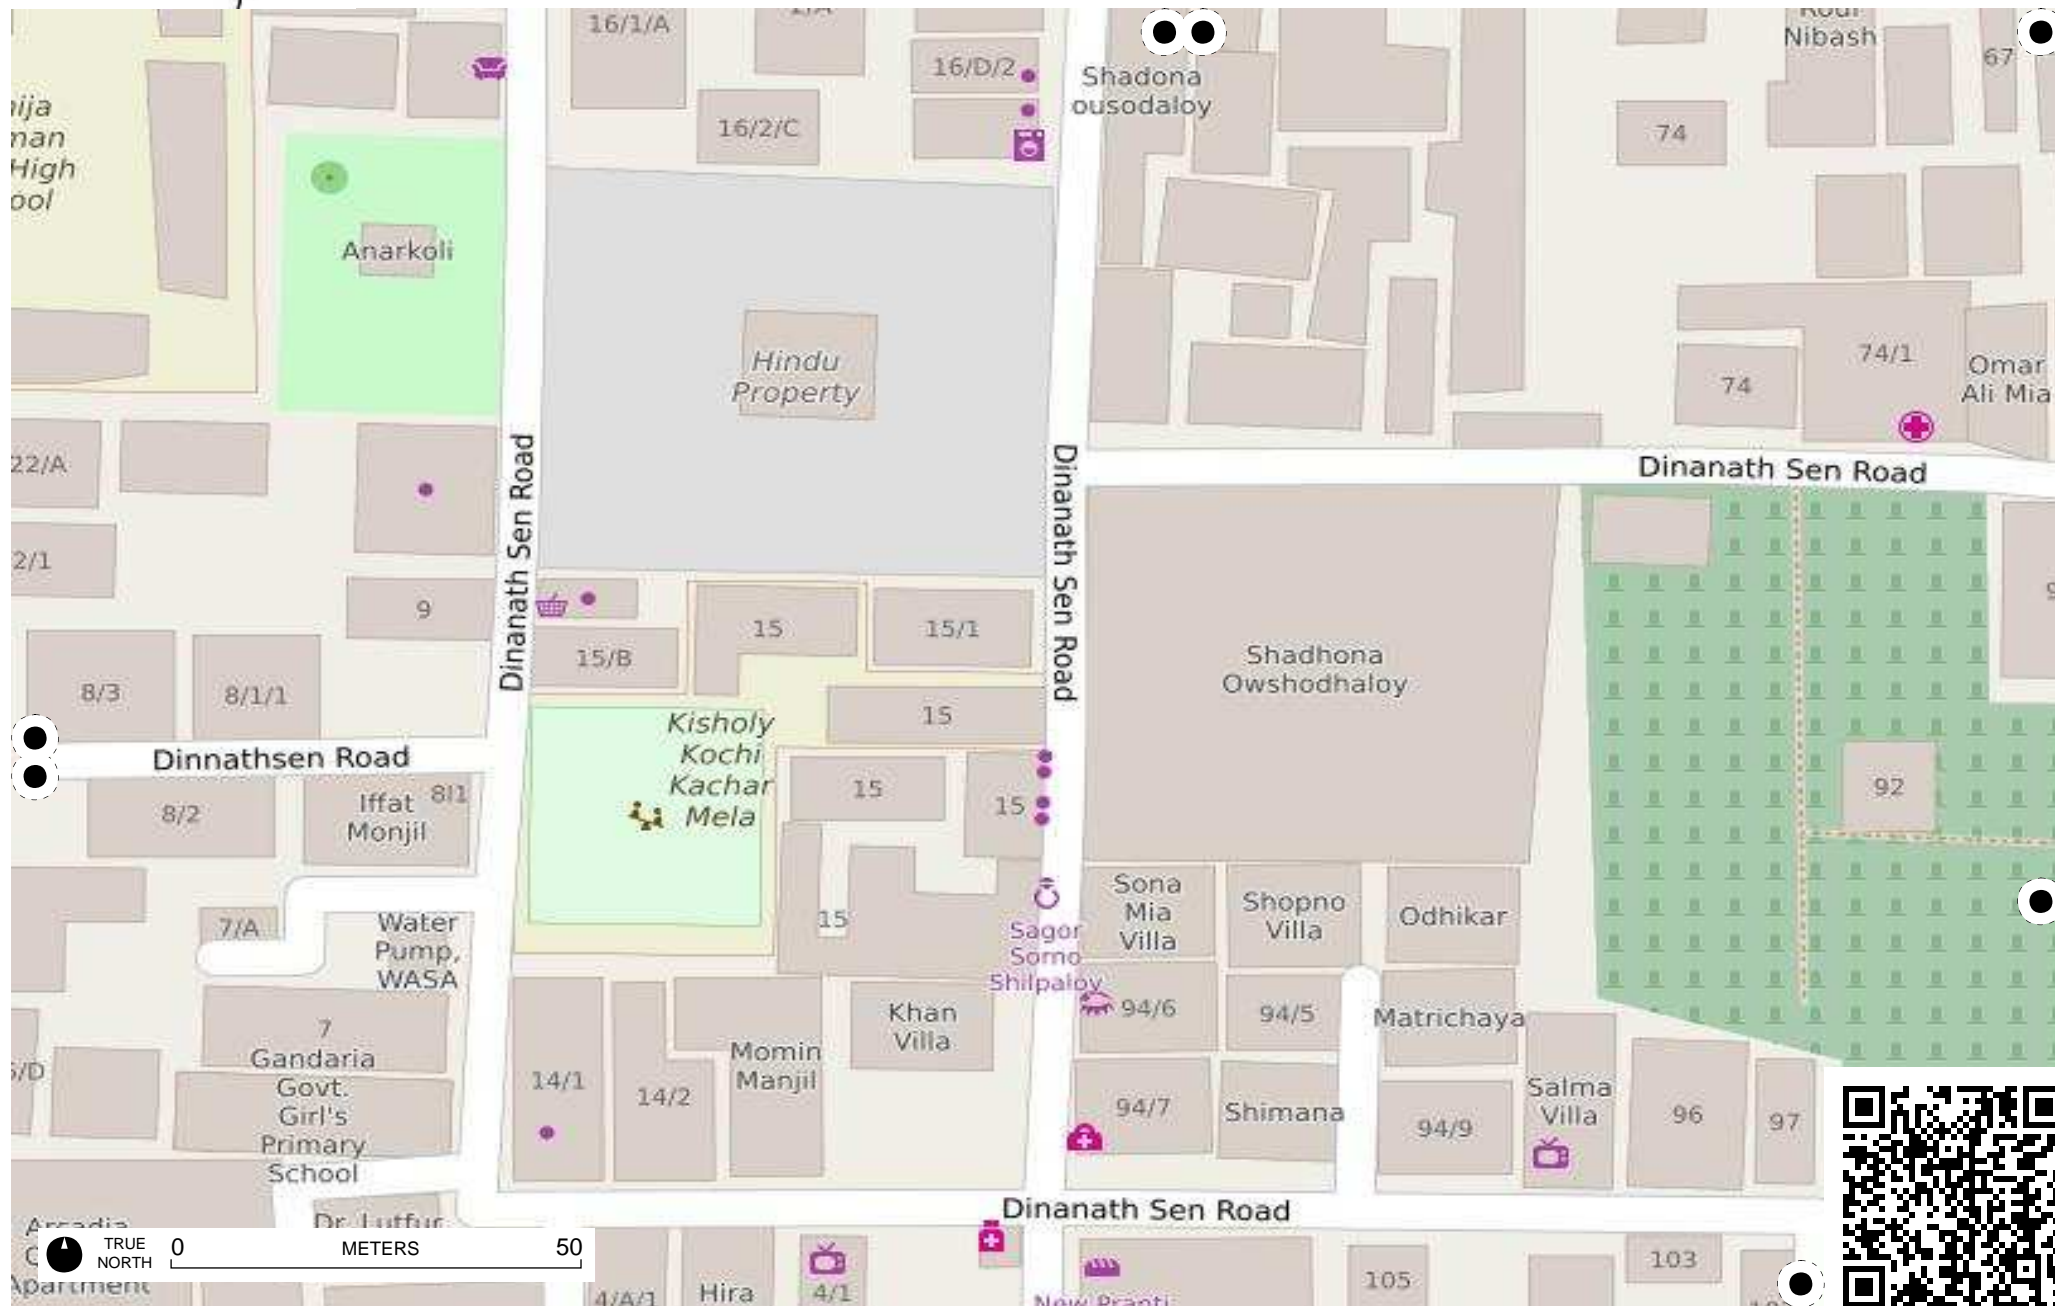 16/1/A
16/D/2
Shadona
ousodaloy
Nibash
67
16/2/C
74
High
Anarkoli
Hindu
Property
74/1
74
Omar
Ali Mia
Dinanath Sen Road
22/A
Dinanath Sen Road
Dinanath Sen Road
2/1
9
15
15/1
15/B
8/3
8/1/1
Shadhona
Owshodhaloy
Kisholy
Kochi
Kachar
Mela
15
Dinnathsen Road
8/2
Iffat
Monjil
8l1
15
15
92
Sona
Mia
Villa
Shopno
Villa
Odhikar
7/A
Water
Pump,
WASA
15
Sagor
Sorno
Shilpaloy
94/6
94/5
Matrichaya
Khan
Villa
7
Gandaria
Govt.
Girl's
Primary
School
14/1
14/2
Momin
Manjil
94/7
Shimana
94/9
Salma
Villa
96
97
Dinanath Sen Road
Dr. Lutfur
Arcadia
Apartment
TRUE
NORTH
0
METERS
50
4/A/1
Hira
4/1
New Pranti
105
103